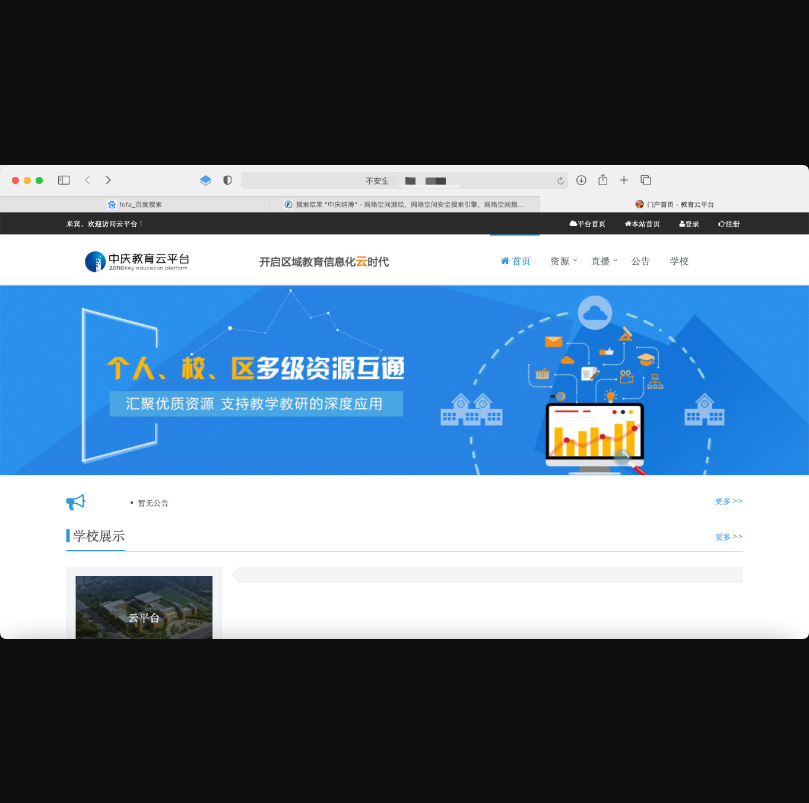 不安全
fofa_百度搜索
搜索结果 "中庆纳博" - 网络空间测绘，网络空间安全搜索引擎，网络空间搜...
门户首页 - 教育云平台
来宾，欢迎访问云平台！
平台首页 本站首页 登录 注册
中庆教育云平台
zonekey education platform
开启区域教育信息化云时代
首页 资源 直播 公告 学校
个人、校、区多级资源互通
汇聚优质资源 支持教学教研的深度应用
• 暂无公告
更多 >>
学校展示
更多 >>
云平台